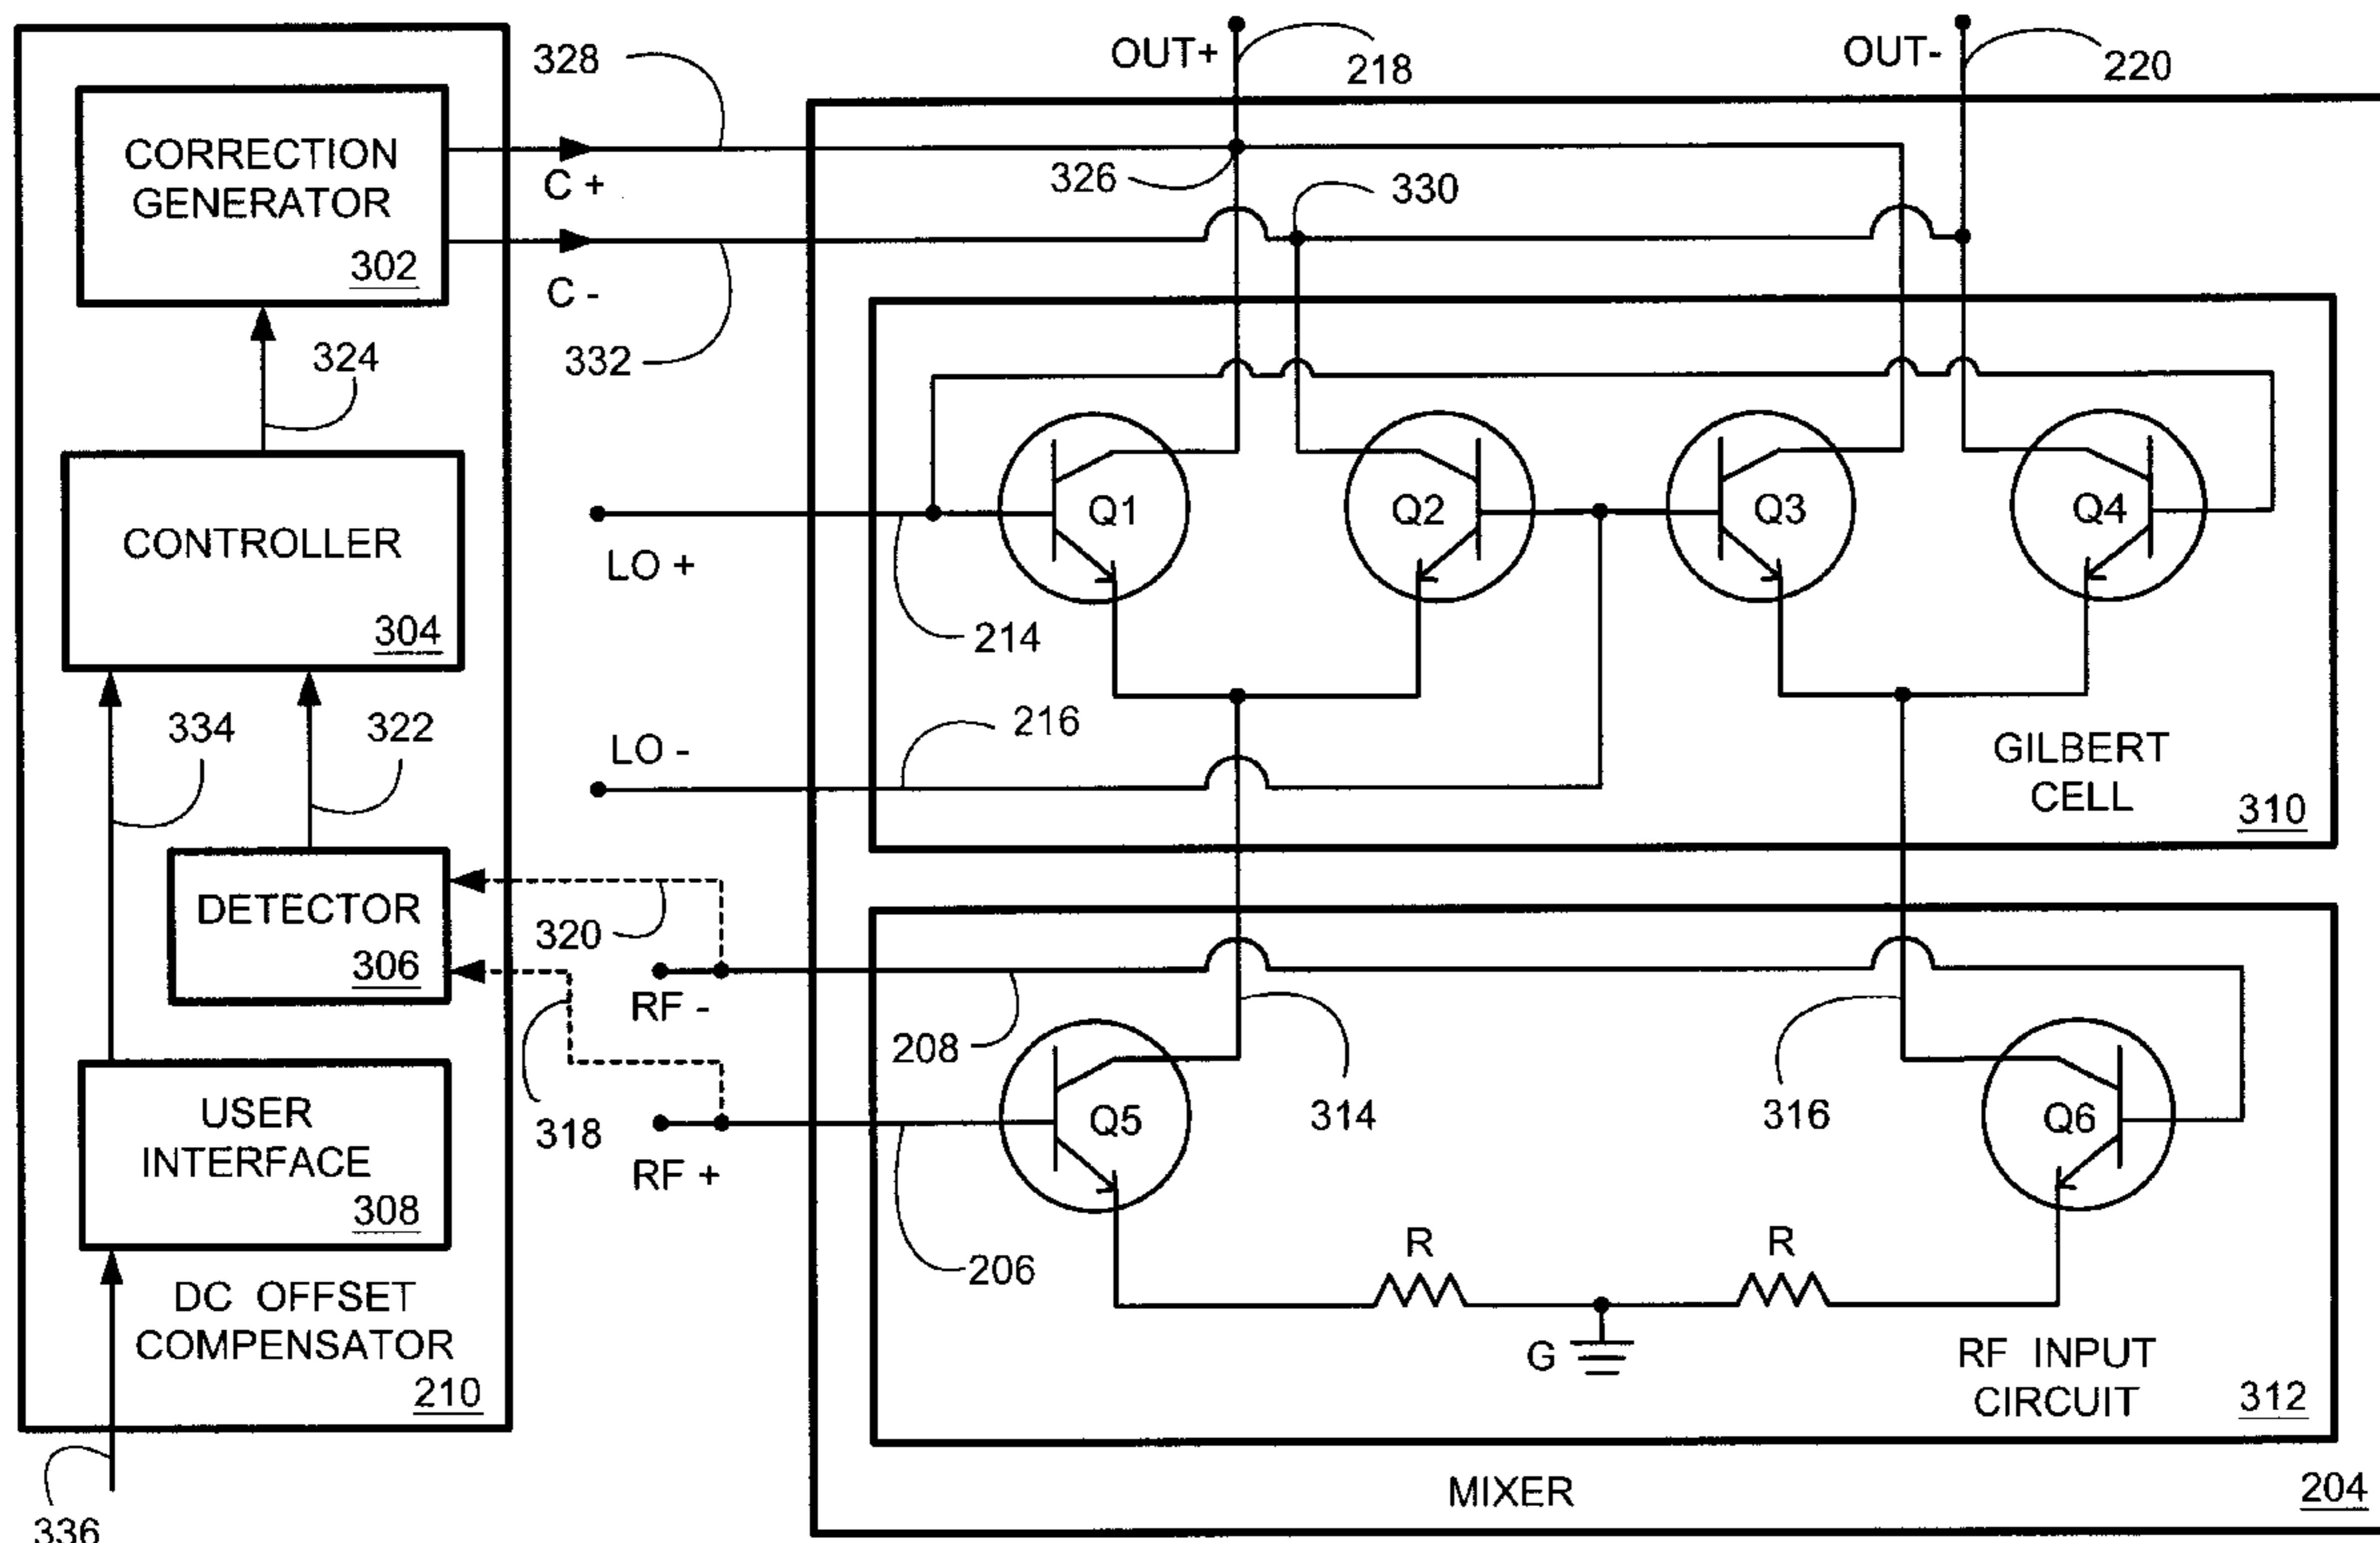 OUT+
218
OUT-
220
328
CORRECTION
GENERATOR
302
C +
326
330
C -
332
324
CONTROLLER
304
Q1
Q2
Q3
Q4
LO +
214
334
322
LO -
216
GILBERT
CELL
310
DETECTOR
306
320
RF -
208
318
314
316
Q5
Q6
RF +
206
USER
INTERFACE
308
R
R
G
DC OFFSET
COMPENSATOR
210
RF INPUT
CIRCUIT
312
MIXER
204
336